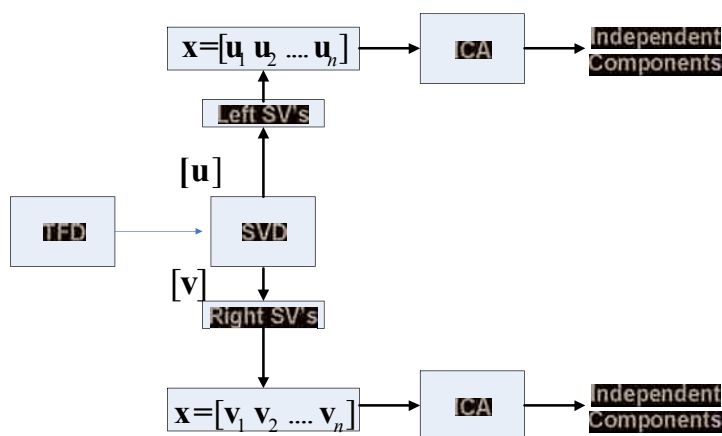 x=[u1 u2 .... un]
ICA
Independent
Components
Left SV's
[u]
TFD
SVD
[v]
Right SV's
x=[v1 v2 .... vn]
ICA
Independent
Components